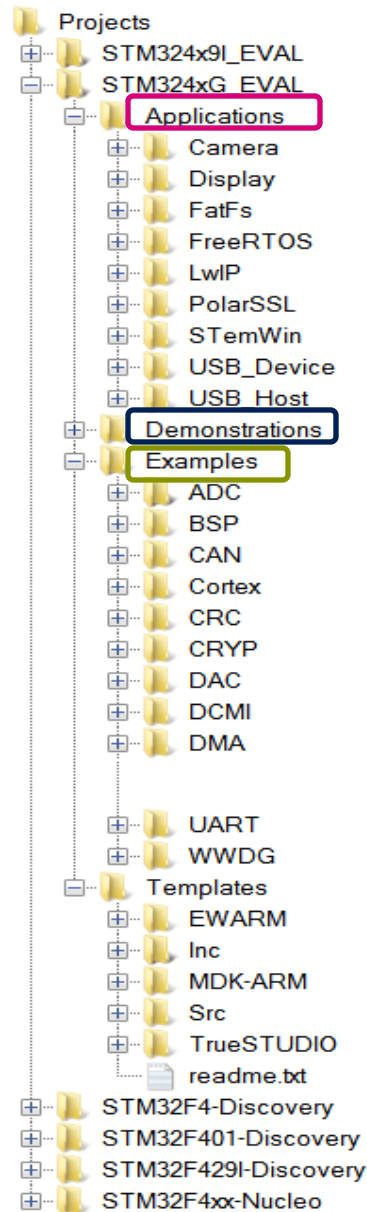 Projects
STM324x9I_EVAL
STM324xG_EVAL
Applications
Camera
Display
FatFs
FreeRTOS
LwIP
PolarSSL
STemWin
USB_Device
USB_Host
Demonstrations
Examples
ADC
BSP
CAN
Cortex
CRC
CRYP
DAC
DCMI
DMA
UART
WWDG
Templates
EWARM
Inc
MDK-ARM
Src
TrueSTUDIO
readme.txt
STM32F4-Discovery
STM32F401-Discovery
STM32F429I-Discovery
STM32F4xx-Nucleo